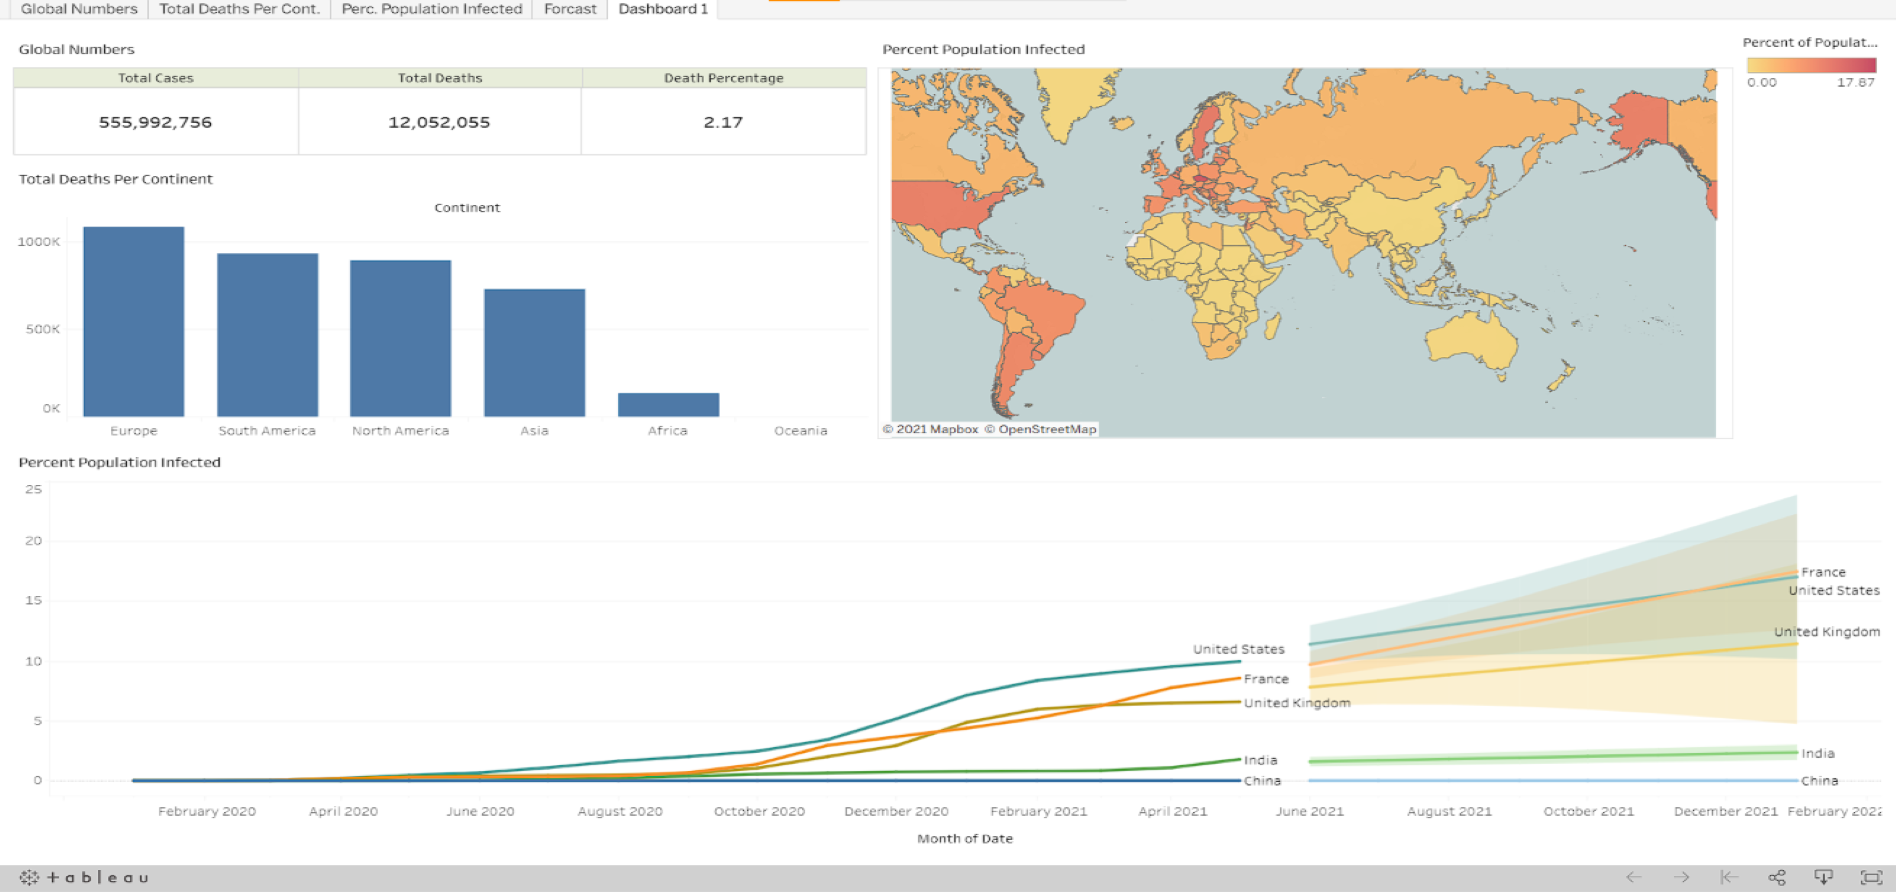 Global Numbers Total Deaths Per Cont. Perc. Population Infected Forcast Dashboard 1
Global Numbers
Total Cases Total Deaths Death Percentage
555,992,756 12,052,055 2.17
Total Deaths Per Continent
Continent
1000K
500K
0K
Europe South America North America Asia Africa Oceania
Percent Population Infected
© 2021 Mapbox © OpenStreetMap
Percent of Populat...
0.00 17.87
Percent Population Infected
25
20
15
10
5
0
United States
France
United Kingdom
India
China
France
United States
United Kingdom
India
China
February 2020 April 2020 June 2020 August 2020 October 2020 December 2020 February 2021 April 2021 June 2021 August 2021 October 2021 December 2021 February 2022
Month of Date
+ableau